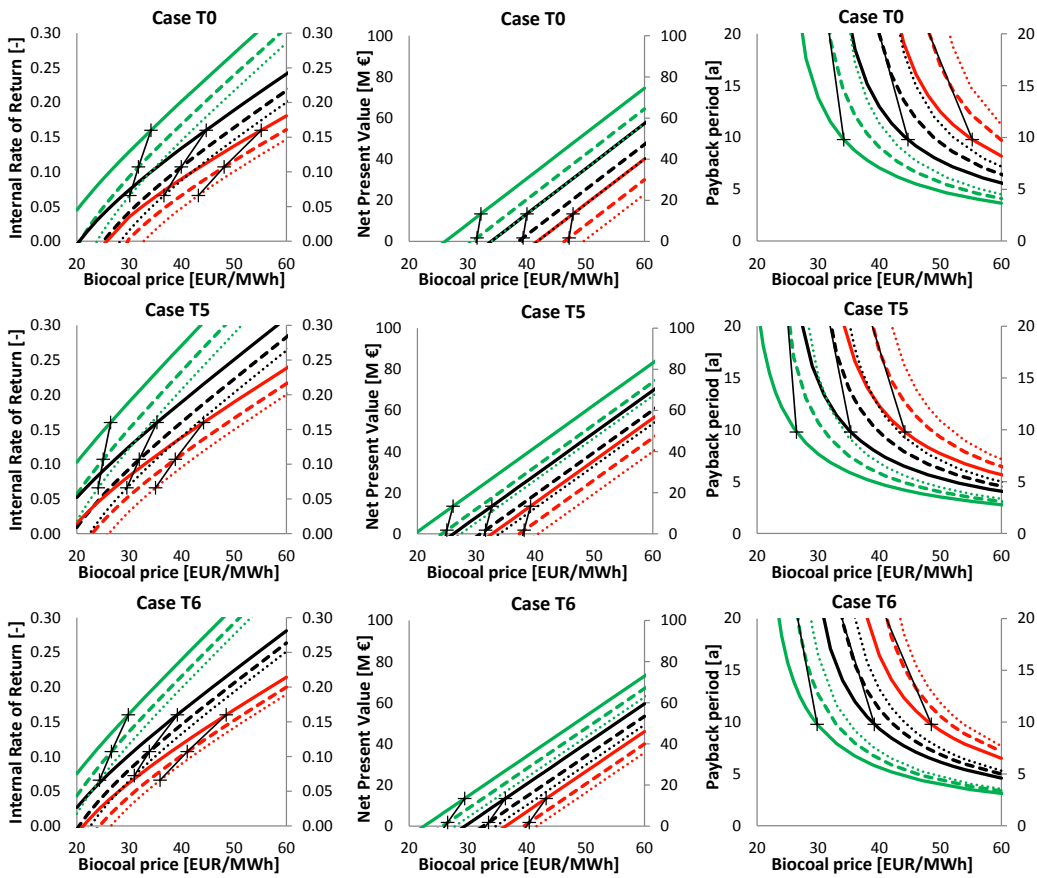 Case T0
Internal Rate of Return [-]
0.30 0.25 0.20 0.15 0.10 0.05 0.00
0.30 0.25 0.20 0.15 0.10 0.05 0.00
20 30 40 50 60
Biocoal price [EUR/MWh]
Case T0
Net Present Value [M €]
100 80 60 40 20 0
100 80 60 40 20 0
20 30 40 50 60
Biocoal price [EUR/MWh]
Case T0
Payback period [a]
20 15 10 5 0
20 15 10 5 0
20 30 40 50 60
Biocoal price [EUR/MWh]
Case T5
Internal Rate of Return [-]
0.30 0.25 0.20 0.15 0.10 0.05 0.00
0.30 0.25 0.20 0.15 0.10 0.05 0.00
20 30 40 50 60
Biocoal price [EUR/MWh]
Case T5
Net Present Value [M €]
100 80 60 40 20 0
100 80 60 40 20 0
20 30 40 50 60
Biocoal price [EUR/MWh]
Case T5
Payback period [a]
20 15 10 5 0
20 15 10 5 0
20 30 40 50 60
Biocoal price [EUR/MWh]
Case T6
Internal Rate of Return [-]
0.30 0.25 0.20 0.15 0.10 0.05 0.00
0.30 0.25 0.20 0.15 0.10 0.05 0.00
20 30 40 50 60
Biocoal price [EUR/MWh]
Case T6
Net Present Value [M €]
100 80 60 40 20 0
100 80 60 40 20 0
20 30 40 50 60
Biocoal price [EUR/MWh]
Case T6
Payback period [a]
20 15 10 5 0
20 15 10 5 0
20 30 40 50 60
Biocoal price [EUR/MWh]